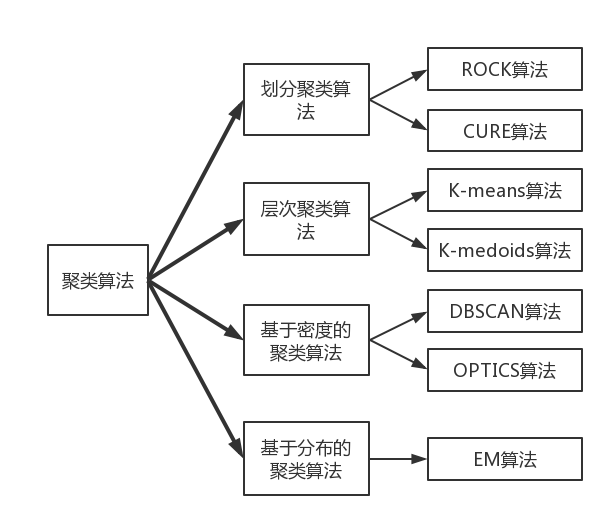 聚类算法
划分聚类算
法
ROCK算法
CURE算法
层次聚类算
法
K-means算法
K-medoids算法
基于密度的
聚类算法
DBSCAN算法
OPTICS算法
基于分布的
聚类算法
EM算法